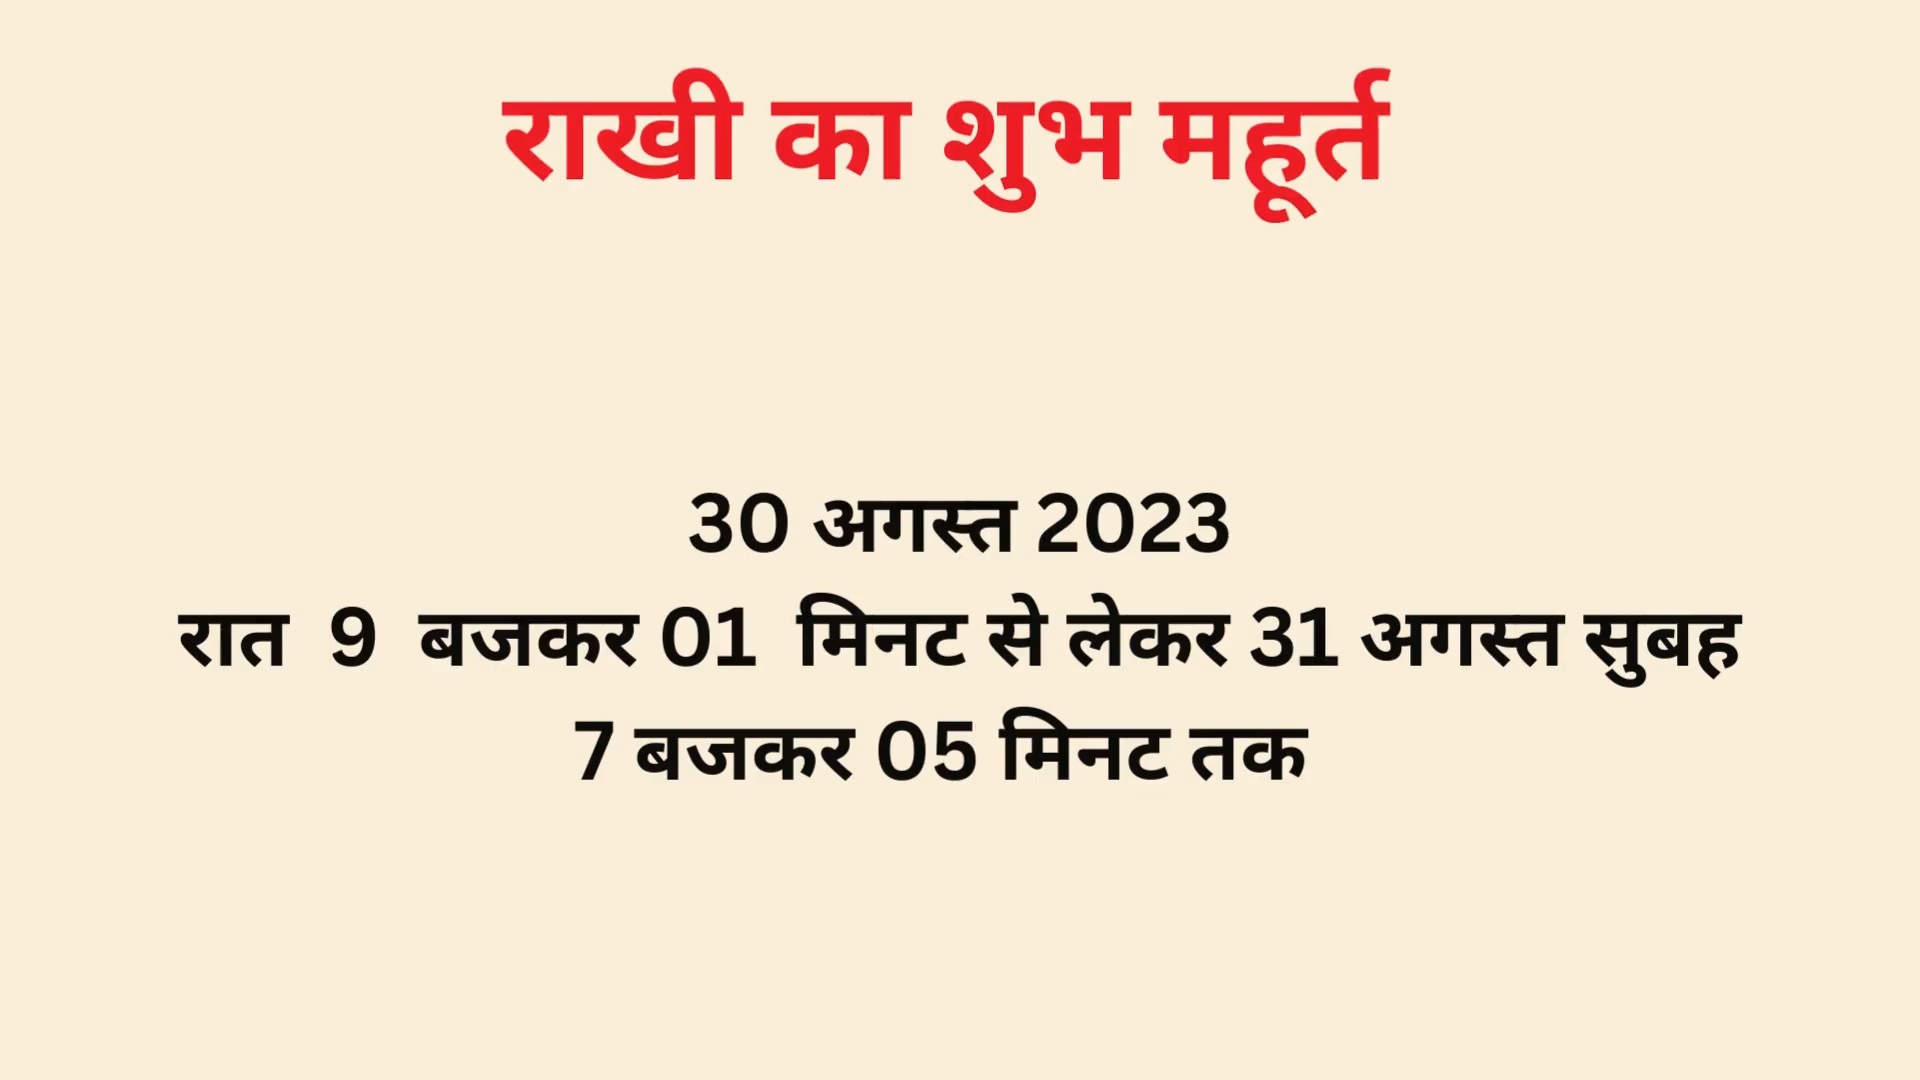 राखी का शुभ महूर्त
30 अगस्त 2023
रात 9 बजकर 01 मिनट से लेकर 31 अगस्त सुबह
7 बजकर 05 मिनट तक